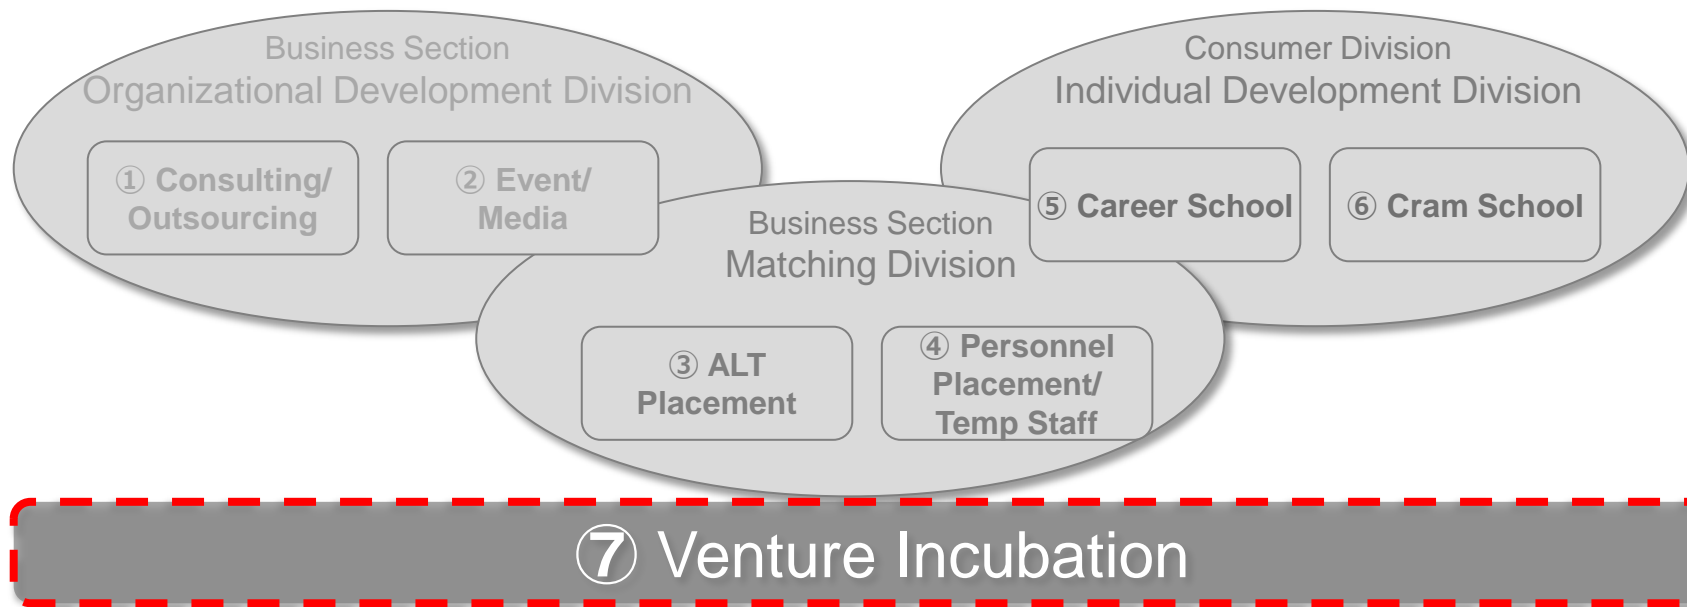 Business Section
Organizational Development Division
① Consulting/
Outsourcing
② Event/
Media
Business Section
Matching Division
③ ALT
Placement
④ Personnel
Placement/
Temp Staff
Consumer Division
Individual Development Division
⑤ Career School
⑥ Cram School
⑦ Venture Incubation